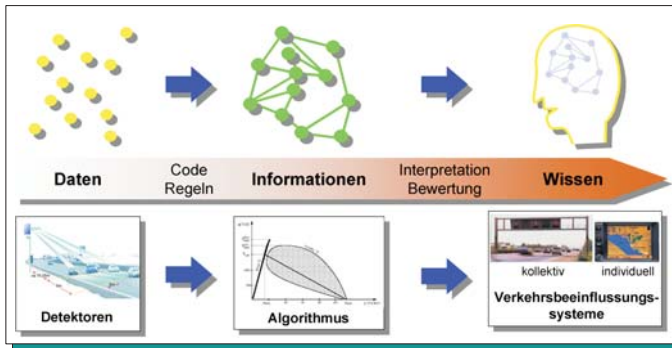 Daten
Code
Regeln
Informationen
Interpretation
Bewertung
Wissen
Detektoren
Algorithmus
kollektiv individuell
Verkehrsbeeinflussungs-
systeme